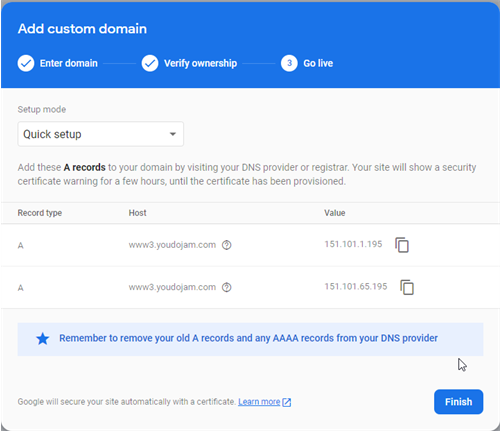 Add custom domain
Enter domain
Verify ownership
3 Go live
Setup mode
Quick setup
Add these A records to your domain by visiting your DNS provider or registrar. Your site will show a security
certificate warning for a few hours, until the certificate has been provisioned.
Record type Host Value
A www3.youdojam.com ? 151.101.1.195
A www3.youdojam.com ? 151.101.65.195
Remember to remove your old A records and any AAAA records from your DNS provider
Google will secure your site automatically with a certificate. Learn more
Finish